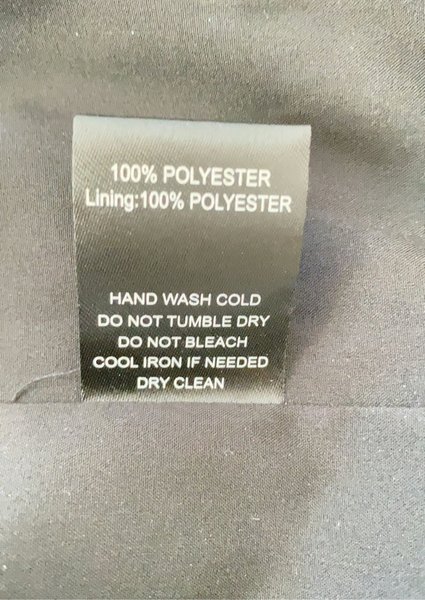 100% POLYESTER
Lining:100% POLYESTER
HAND WASH COLD
DO NOT TUMBLE DRY
DO NOT BLEACH
COOL IRON IF NEEDED
DRY CLEAN